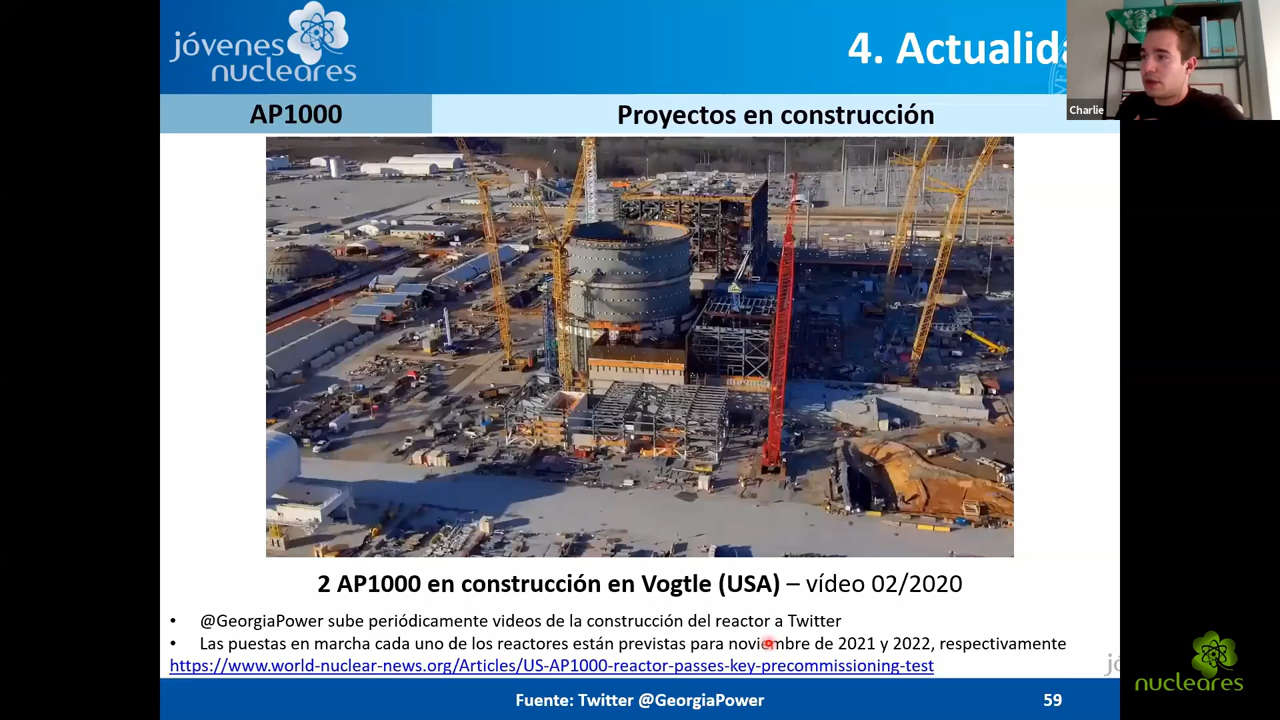 jóvenes
nucleares
4. Actualida
Charlie
AP1000
Proyectos en construcción
2 AP1000 en construcción en Vogtle (USA) – vídeo 02/2020
• @GeorgiaPower sube periódicamente videos de la construcción del reactor a Twitter
• Las puestas en marcha cada uno de los reactores están previstas para noviembre de 2021 y 2022, respectivamente
https://www.world-nuclear-news.org/Articles/US-AP1000-reactor-passes-key-precommissioning-test
jó
nucleares
Fuente: Twitter @GeorgiaPower
59